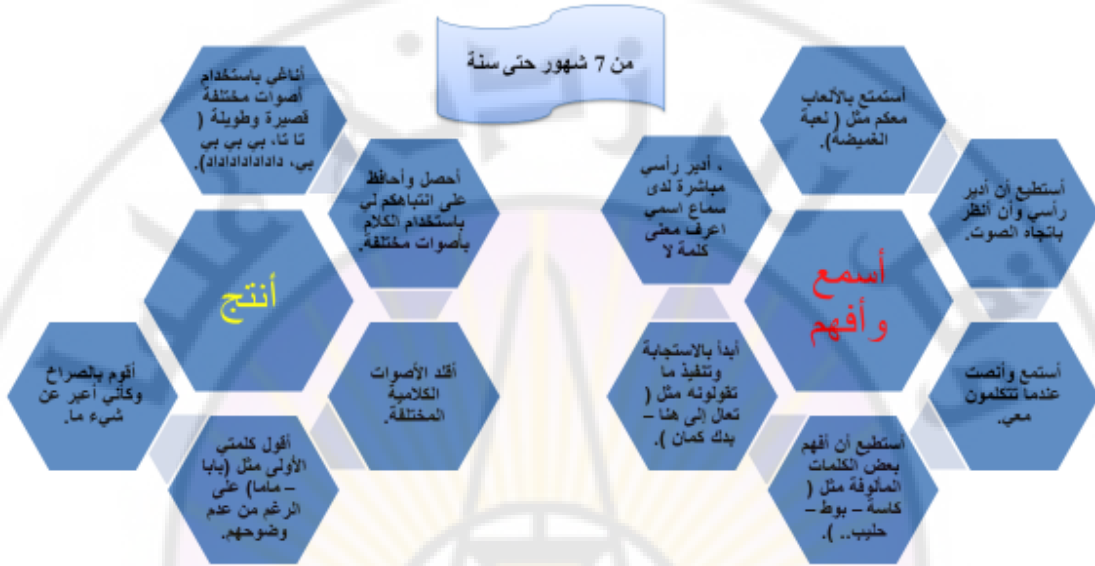 من 7 شهور حتى سنة
أستمتع بالألعاب
معكم مثل ( لعبة
الغميضة).
أستطيع أن أدير
رأسي وأن أنظر
باتجاه الصوت.
أستمع وأنصت
عندما تتكلمون
معي.
أستطيع أن أفهم
بعض الكلمات
المألوفة مثل (
كاسة – بوط –
حليب.. ).
أبدأ بالاستجابة
وتنفيذ ما
تقولونه مثل (
تعال إلى هنا –
بدك كمان ).
، أدير رأسي
مباشرة لدى
سماع اسمي
اعرف معنى
كلمة لا
أسمع
وأفهم
أناغي باستخدام
أصوات مختلفة
قصيرة وطويلة (
تا تا، بي بي بي
بي، دادادادادادا).
أحصل وأحافظ
على انتباهكم لي
باستخدام الكلام
بأصوات مختلفة.
أقلد الأصوات
الكلامية
المختلفة.
أقول كلمتي
الأولى مثل (بابا
– ماما) على
الرغم من عدم
وضوحهم.
أقوم بالصراخ
وكأني أعبر عن
شيء ما.
أنتج